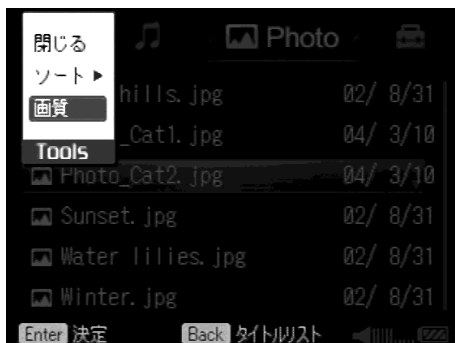 Photo
閉じる
ソート
画質
Tools
hills.jpg 02/ 8/31
_Cat1.jpg 04/ 3/10
Photo_Cat2.jpg 04/ 3/10
Sunset.jpg 02/ 8/31
Water lilies.jpg 02/ 8/31
Winter.jpg 02/ 8/31
Enter 決定 Back タイトルリスト